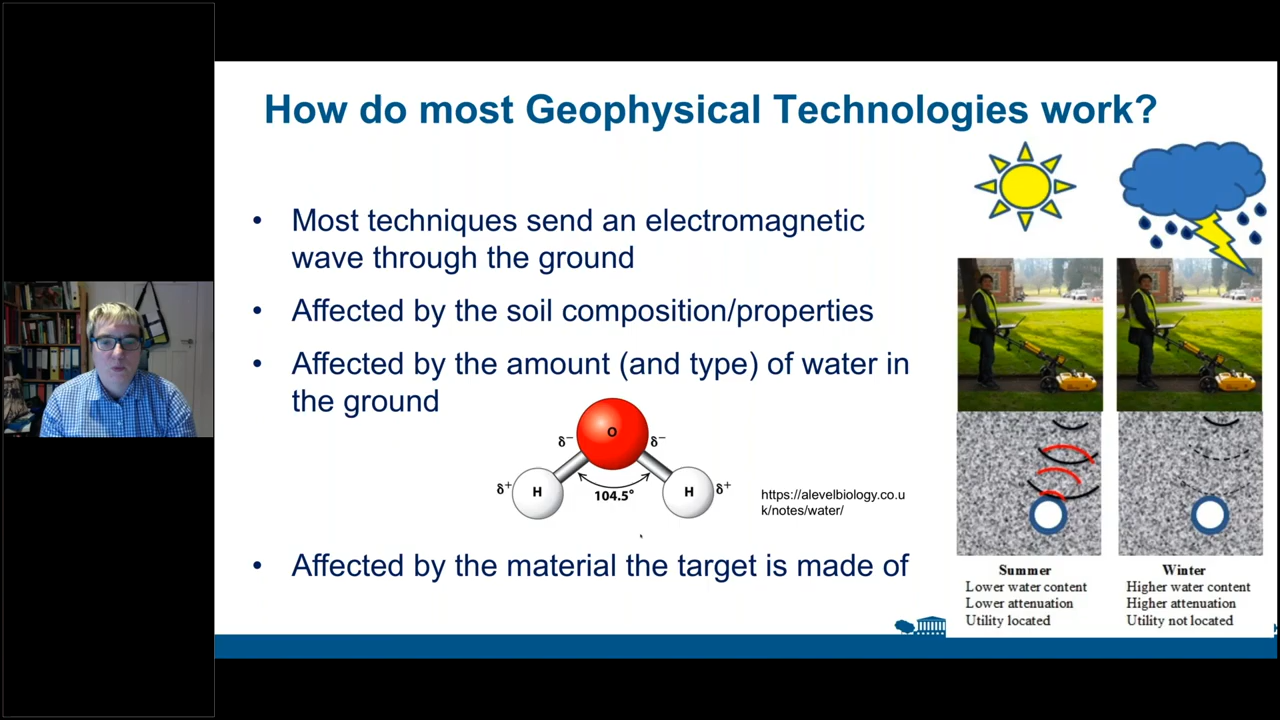 How do most Geophysical Technologies work?
• Most techniques send an electromagnetic
wave through the ground
• Affected by the soil composition/properties
• Affected by the amount (and type) of water in
the ground
O
δ−
δ−
δ+
H
H
δ+
104.5°
https://alevelbiology.co.u
k/notes/water/
• Affected by the material the target is made of
Summer
Lower water content
Lower attenuation
Utility located
Winter
Higher water content
Higher attenuation
Utility not located